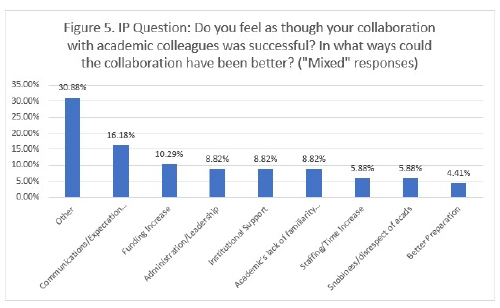 Figure 5. IP Question: Do you feel as though your collaboration
with academic colleagues was successful? In what ways could
the collaboration have been better? ("Mixed" responses)
35.00%
30.00%
25.00%
20.00%
15.00%
10.00%
5.00%
0.00%
30.88%
16.18%
10.29%
8.82%
8.82%
8.82%
5.88%
5.88%
4.41%
Other
Communications/Expectation...
Funding Increase
Administration/Leadership
Institutional Support
Academic's lack of familiarity...
Staffing/Time Increase
Snobiness/disrespect of acads
Better Preparation